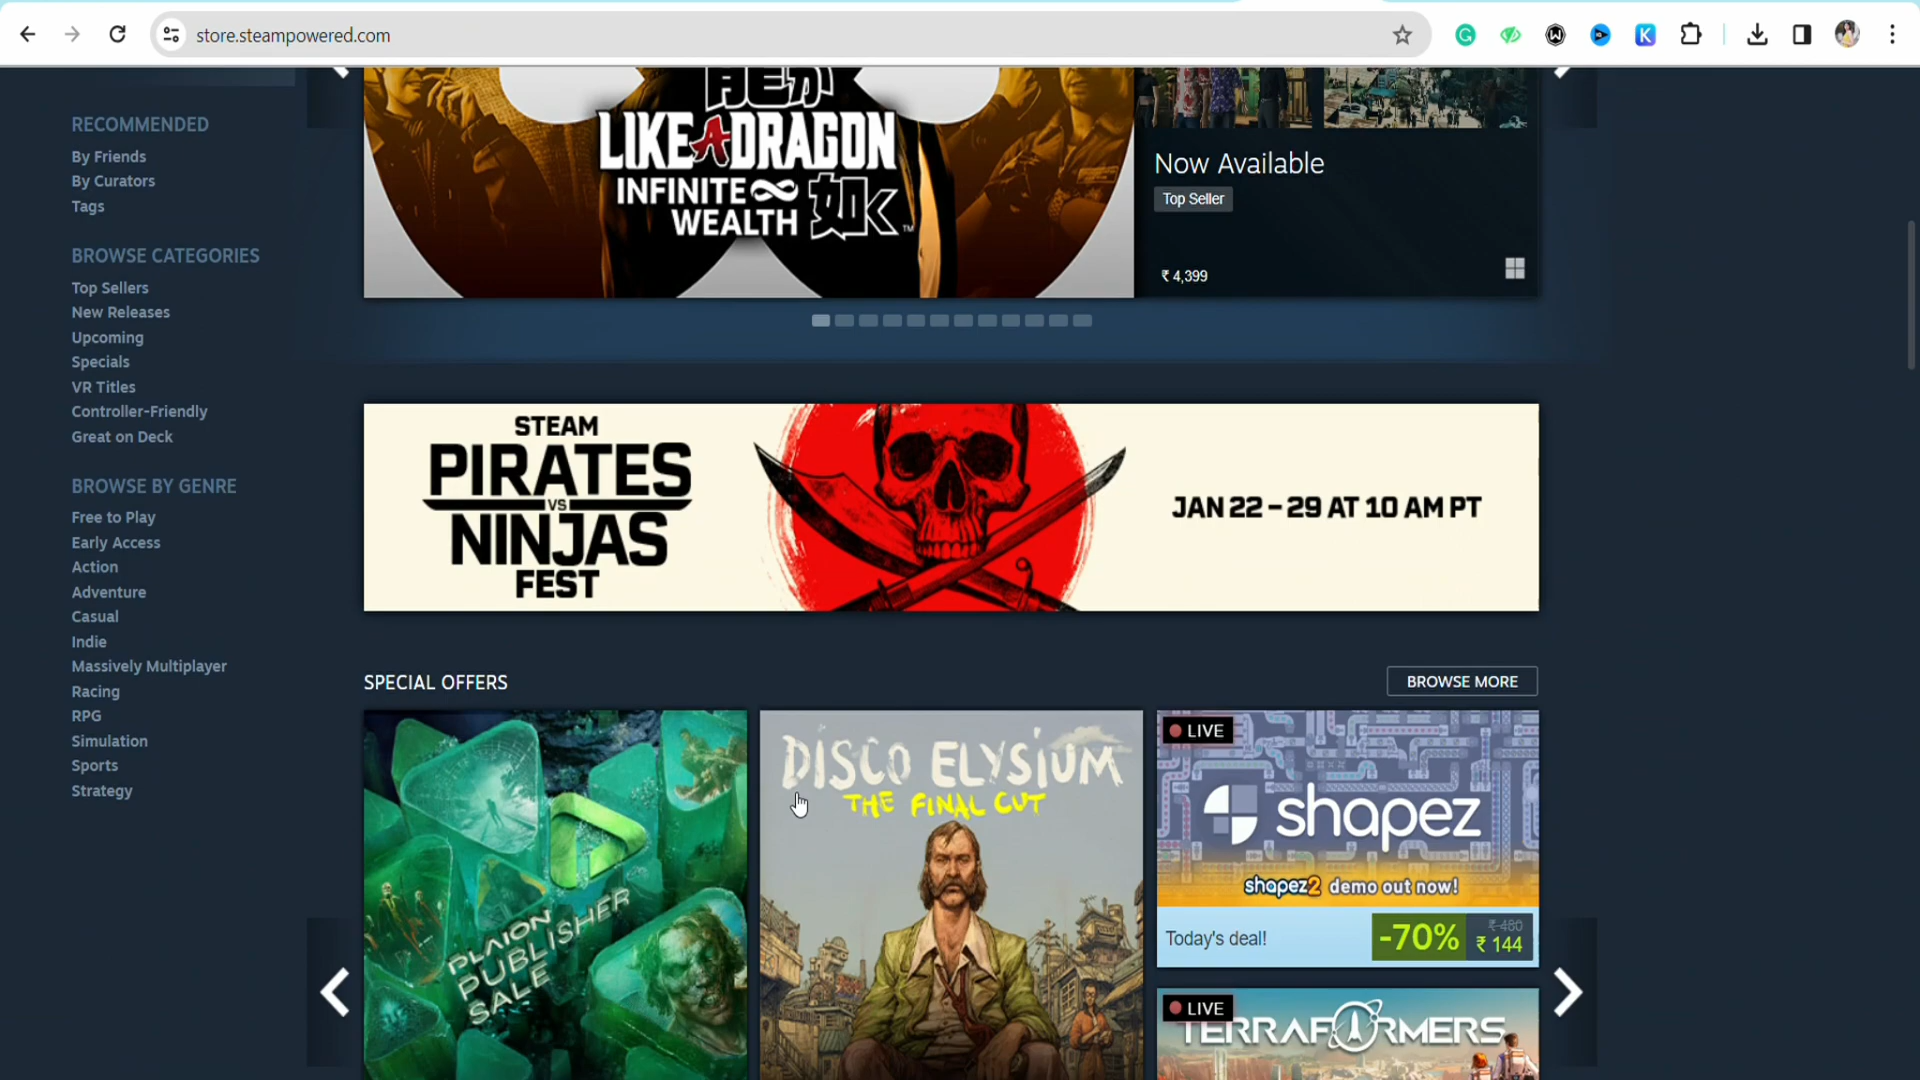 store.steampowered.com
RECOMMENDED
By Friends
By Curators
Tags
BROWSE CATEGORIES
Top Sellers
New Releases
Upcoming
Specials
VR Titles
Controller-Friendly
Great on Deck
BROWSE BY GENRE
Free to Play
Early Access
Action
Adventure
Casual
Indie
Massively Multiplayer
Racing
RPG
Simulation
Sports
Strategy
LIKE A DRAGON
INFINITE
WEALTH
TM
Now Available
Top Seller
₹ 4,399
STEAM
PIRATES
VS
NINJAS
FEST
JAN 22 – 29 AT 10 AM PT
SPECIAL OFFERS
BROWSE MORE
PLAION
PUBLISHER
SALE
DISCO ELYSIUM
THE FINAL CUT
LIVE
shapez
shapez2 demo out now!
Today's deal!
-70%
₹ 480
₹ 144
LIVE
TERRAFORMERS